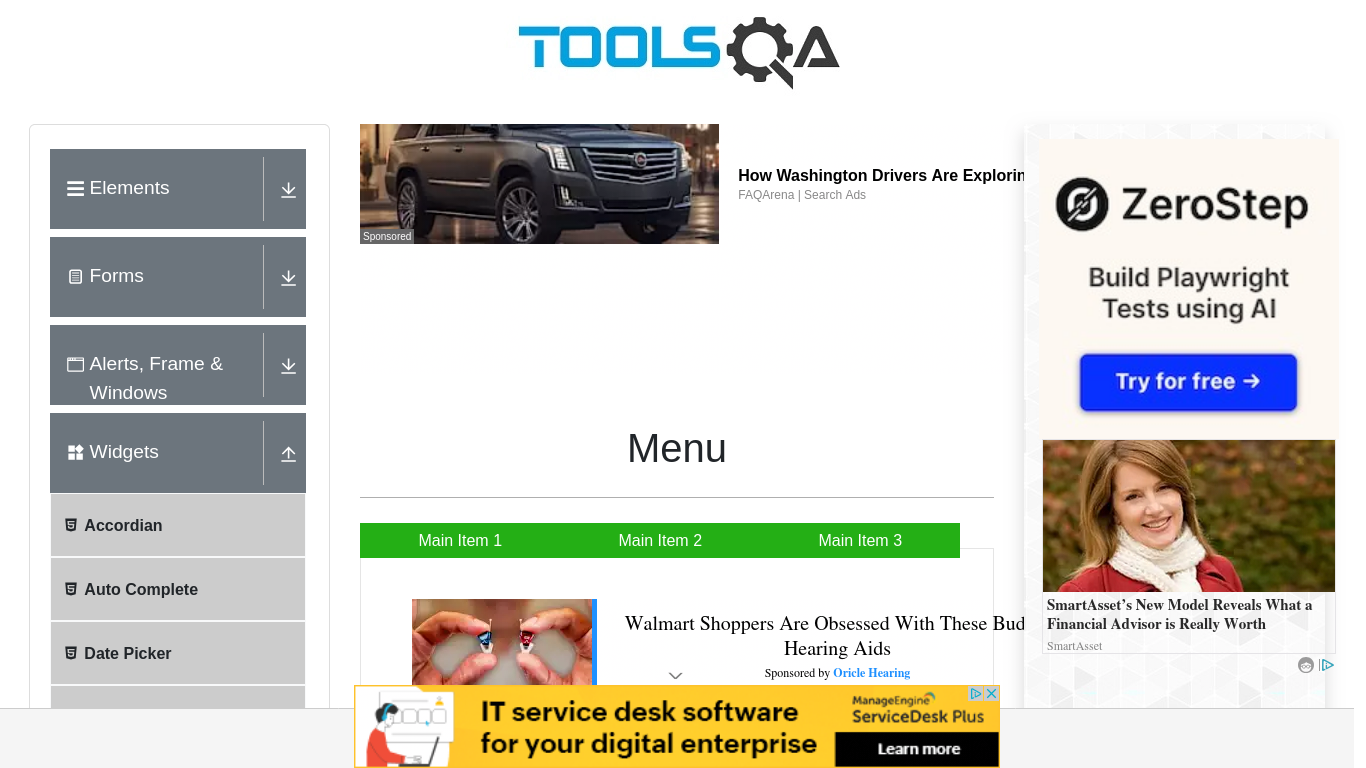 TOOLSQA
Elements
Forms
Alerts, Frame &
Windows
Widgets
Accordian
Auto Complete
Date Picker
Sponsored
How Washington Drivers Are Explorin
FAQArena | Search Ads
Menu
Main Item 1
Main Item 2
Main Item 3
Walmart Shoppers Are Obsessed With These Bud
Hearing Aids
Sponsored by Oricle Hearing
ZeroStep
Build Playwright
Tests using AI
Try for free →
SmartAsset's New Model Reveals What a
Financial Advisor is Really Worth
SmartAsset
IT service desk software
for your digital enterprise
ManageEngine
ServiceDesk Plus
Learn more